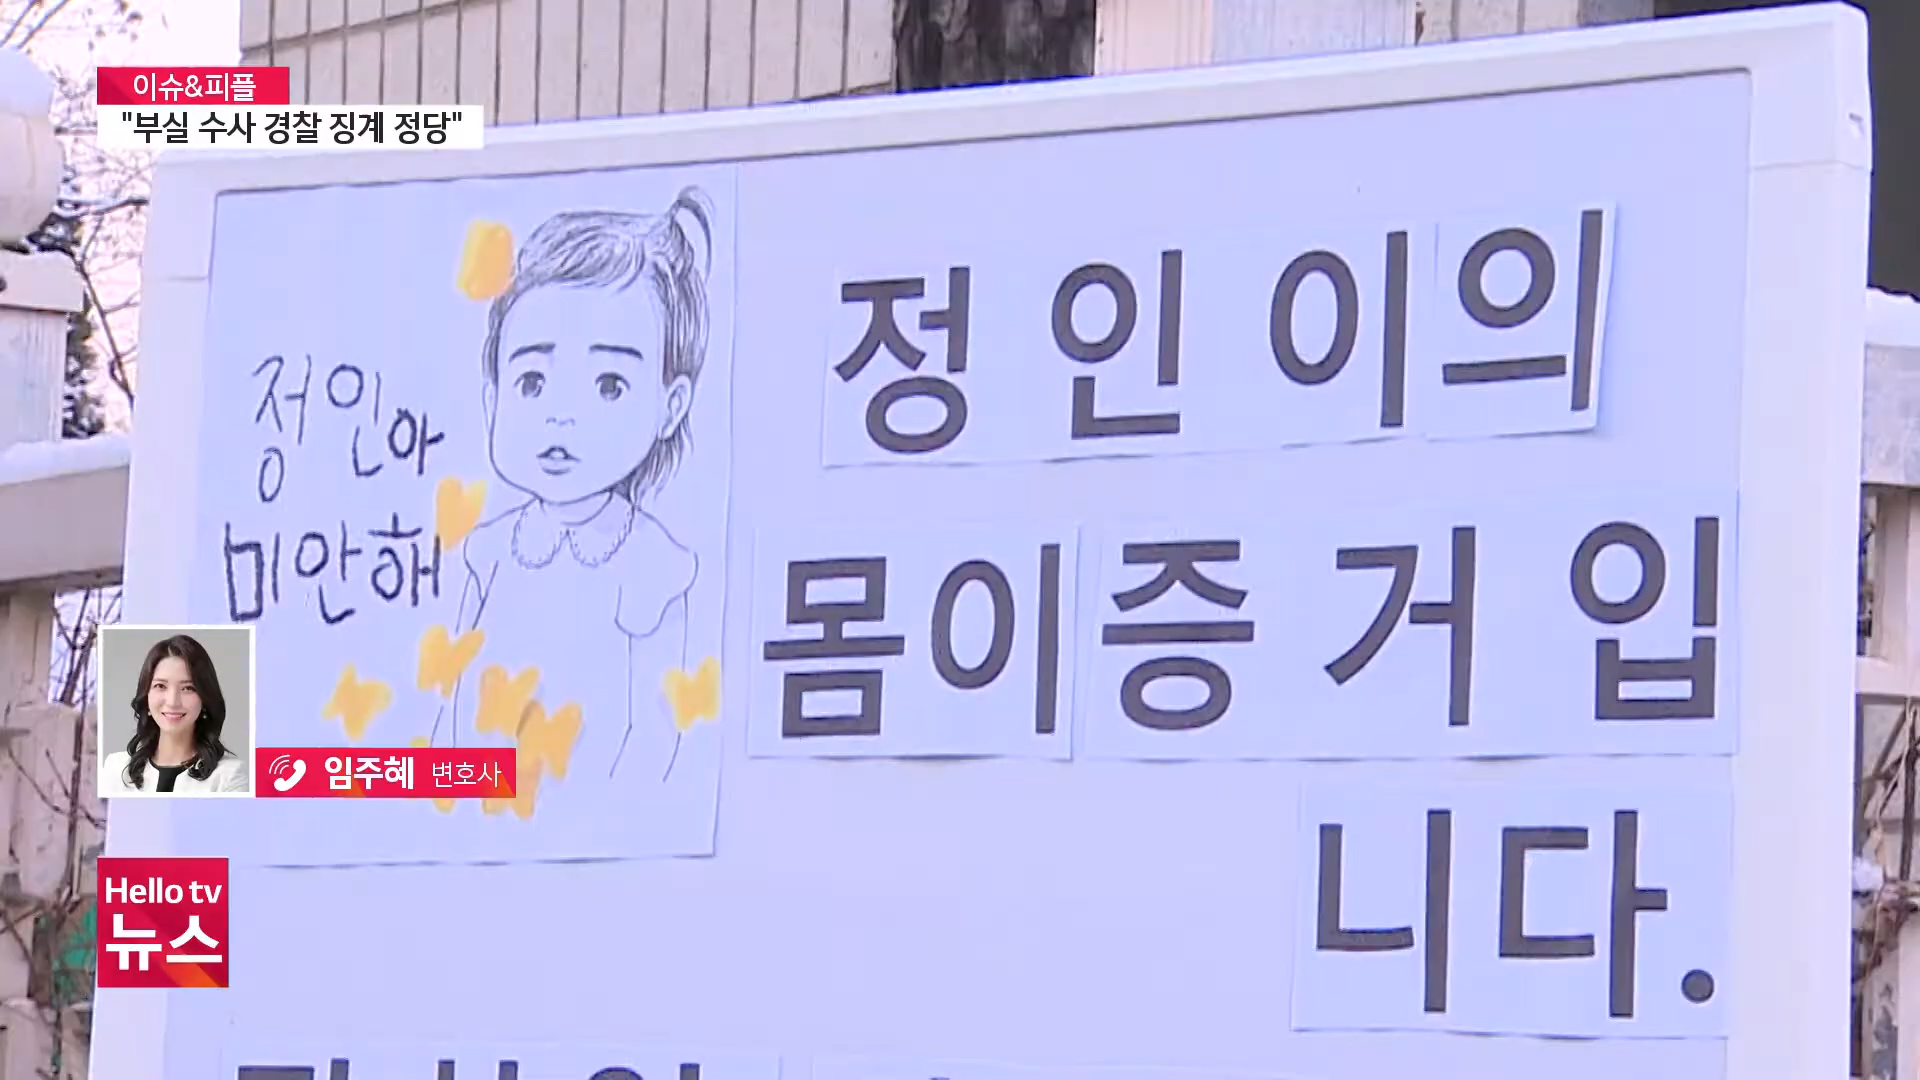 이슈&피플
"부실 수사 경찰 징계 정당"
정인아
미안해
정인이의
몸이증거입
니다.
임주혜 변호사
Hello tv
뉴스